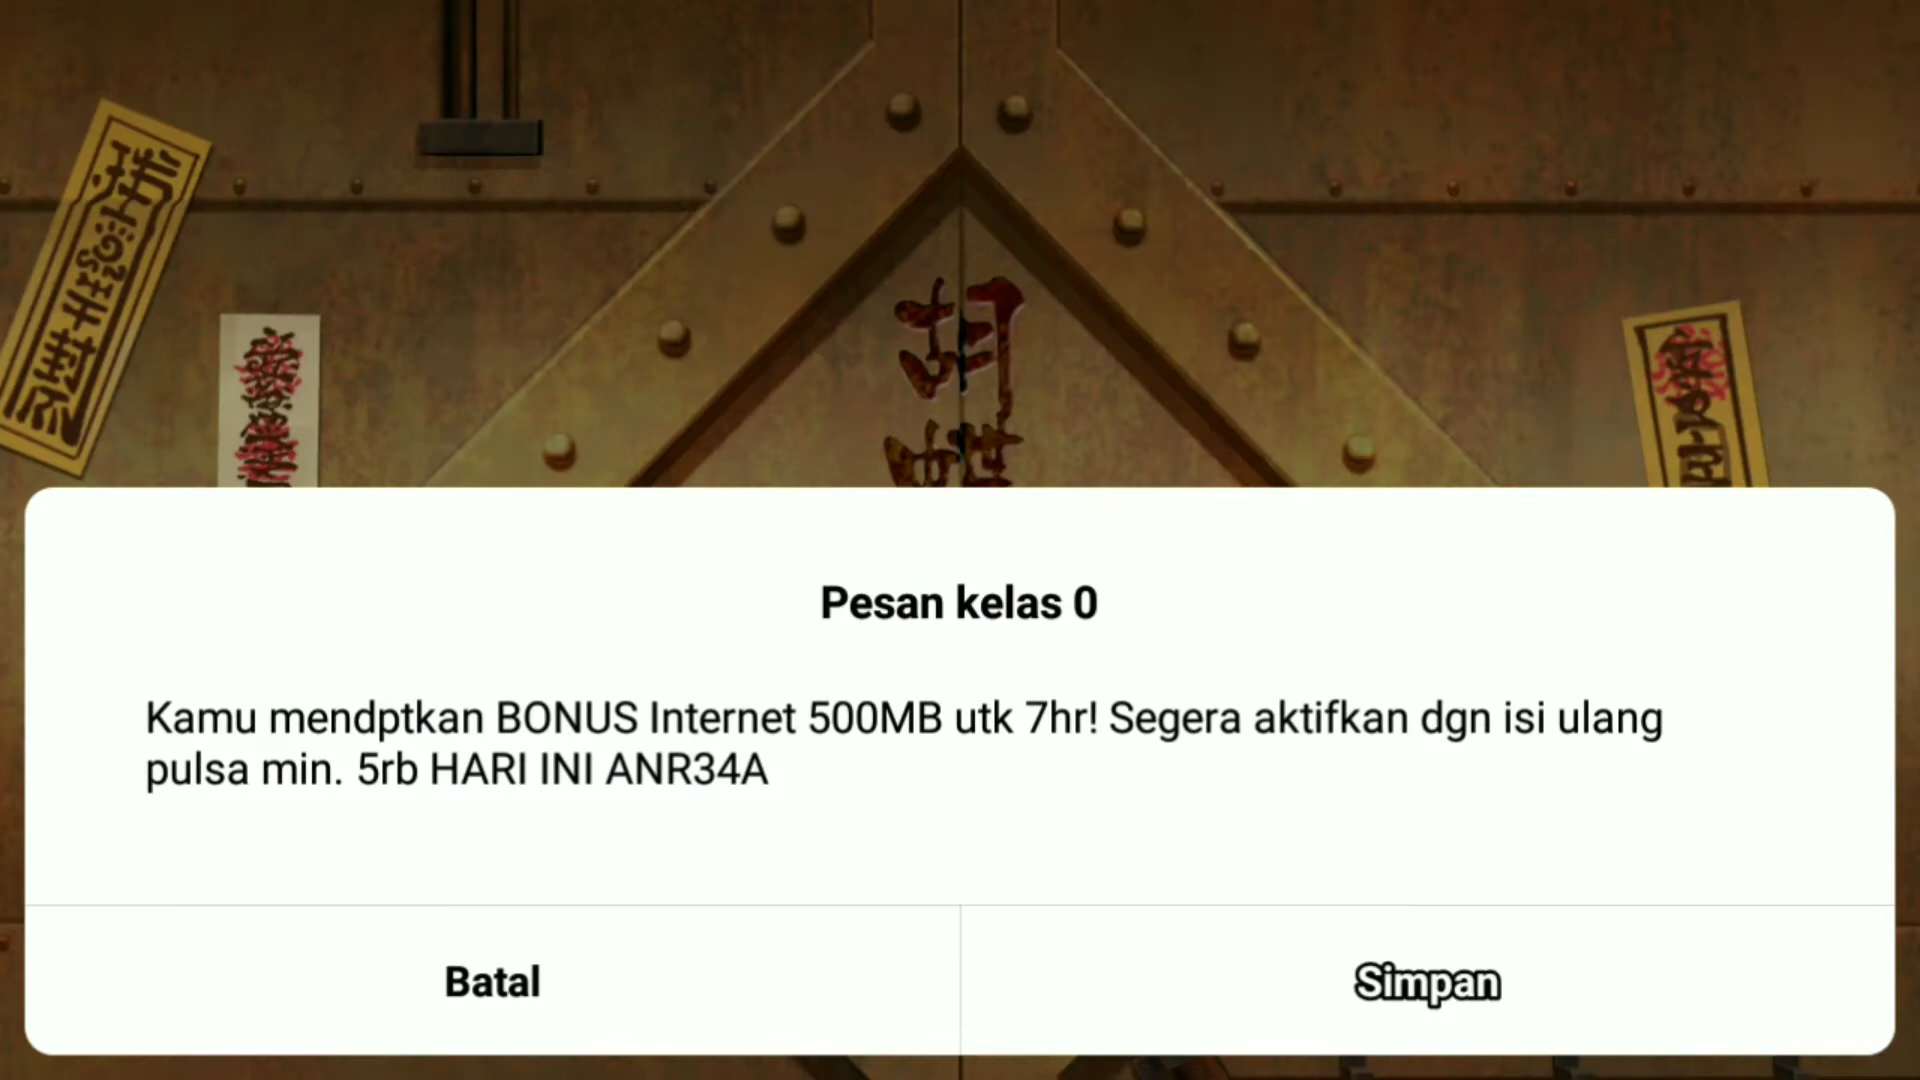 Pesan kelas 0
Kamu mendptkan BONUS Internet 500MB utk 7hr! Segera aktifkan dgn isi ulang
pulsa min. 5rb HARI INI ANR34A
Batal
Simpan